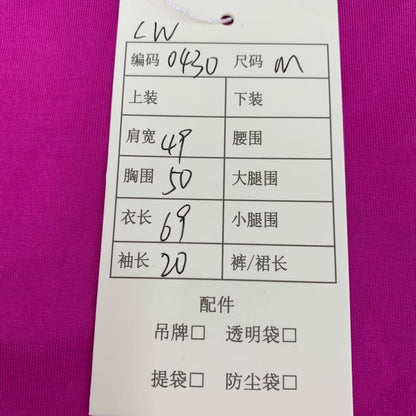 LW
编码 0430 尺码 M
上装 下装
肩宽 49 腰围
胸围 50 大腿围
衣长 69 小腿围
袖长 20 裤/裙长
配件
吊牌□ 透明袋□
提袋□ 防尘袋□